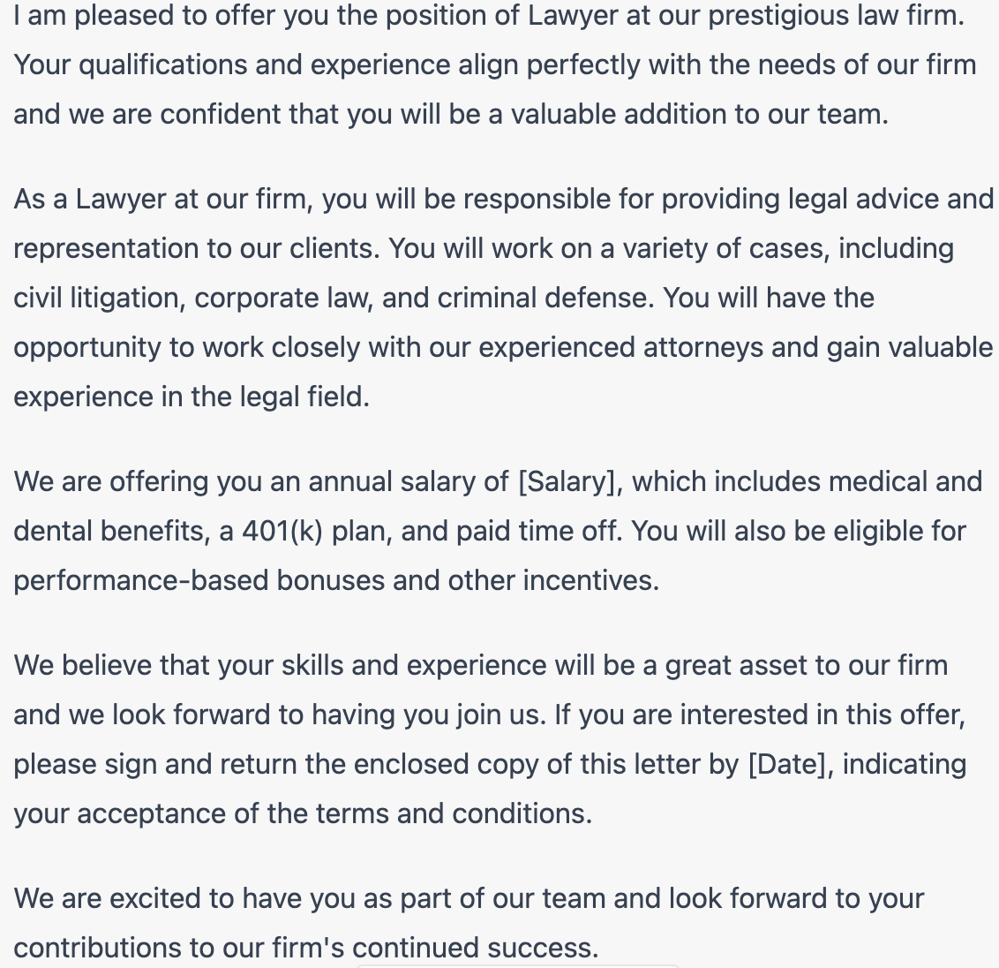 I am pleased to offer you the position of Lawyer at our prestigious law firm.
Your qualifications and experience align perfectly with the needs of our firm
and we are confident that you will be a valuable addition to our team.
As a Lawyer at our firm, you will be responsible for providing legal advice and
representation to our clients. You will work on a variety of cases, including
civil litigation, corporate law, and criminal defense. You will have the
opportunity to work closely with our experienced attorneys and gain valuable
experience in the legal field.
We are offering you an annual salary of [Salary], which includes medical and
dental benefits, a 401(k) plan, and paid time off. You will also be eligible for
performance-based bonuses and other incentives.
We believe that your skills and experience will be a great asset to our firm
and we look forward to having you join us. If you are interested in this offer,
please sign and return the enclosed copy of this letter by [Date], indicating
your acceptance of the terms and conditions.
We are excited to have you as part of our team and look forward to your
contributions to our firm's continued success.